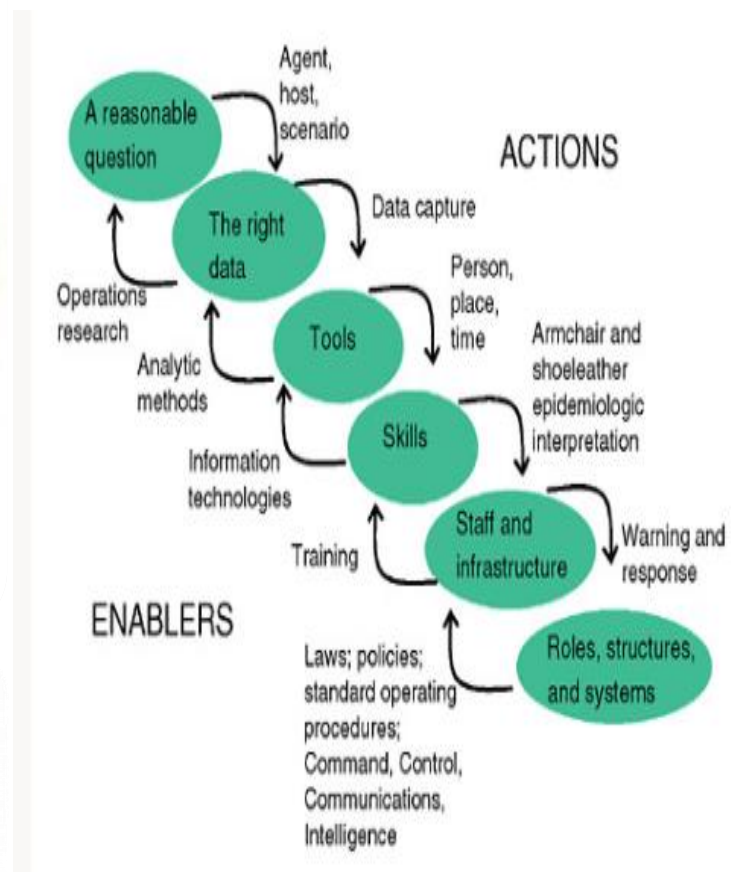 Agent,
host,
scenario
A reasonable
question
ACTIONS
The right
data
Data capture
Person,
place,
time
Operations
research
Tools
Armchair and
shoeleather
epidemiologic
interpretation
Analytic
methods
Skills
Information
technologies
Staff and
infrastructure
Warning and
response
Training
ENABLERS
Roles, structures,
and systems
Laws; policies;
standard operating
procedures;
Command, Control,
Communications,
Intelligence